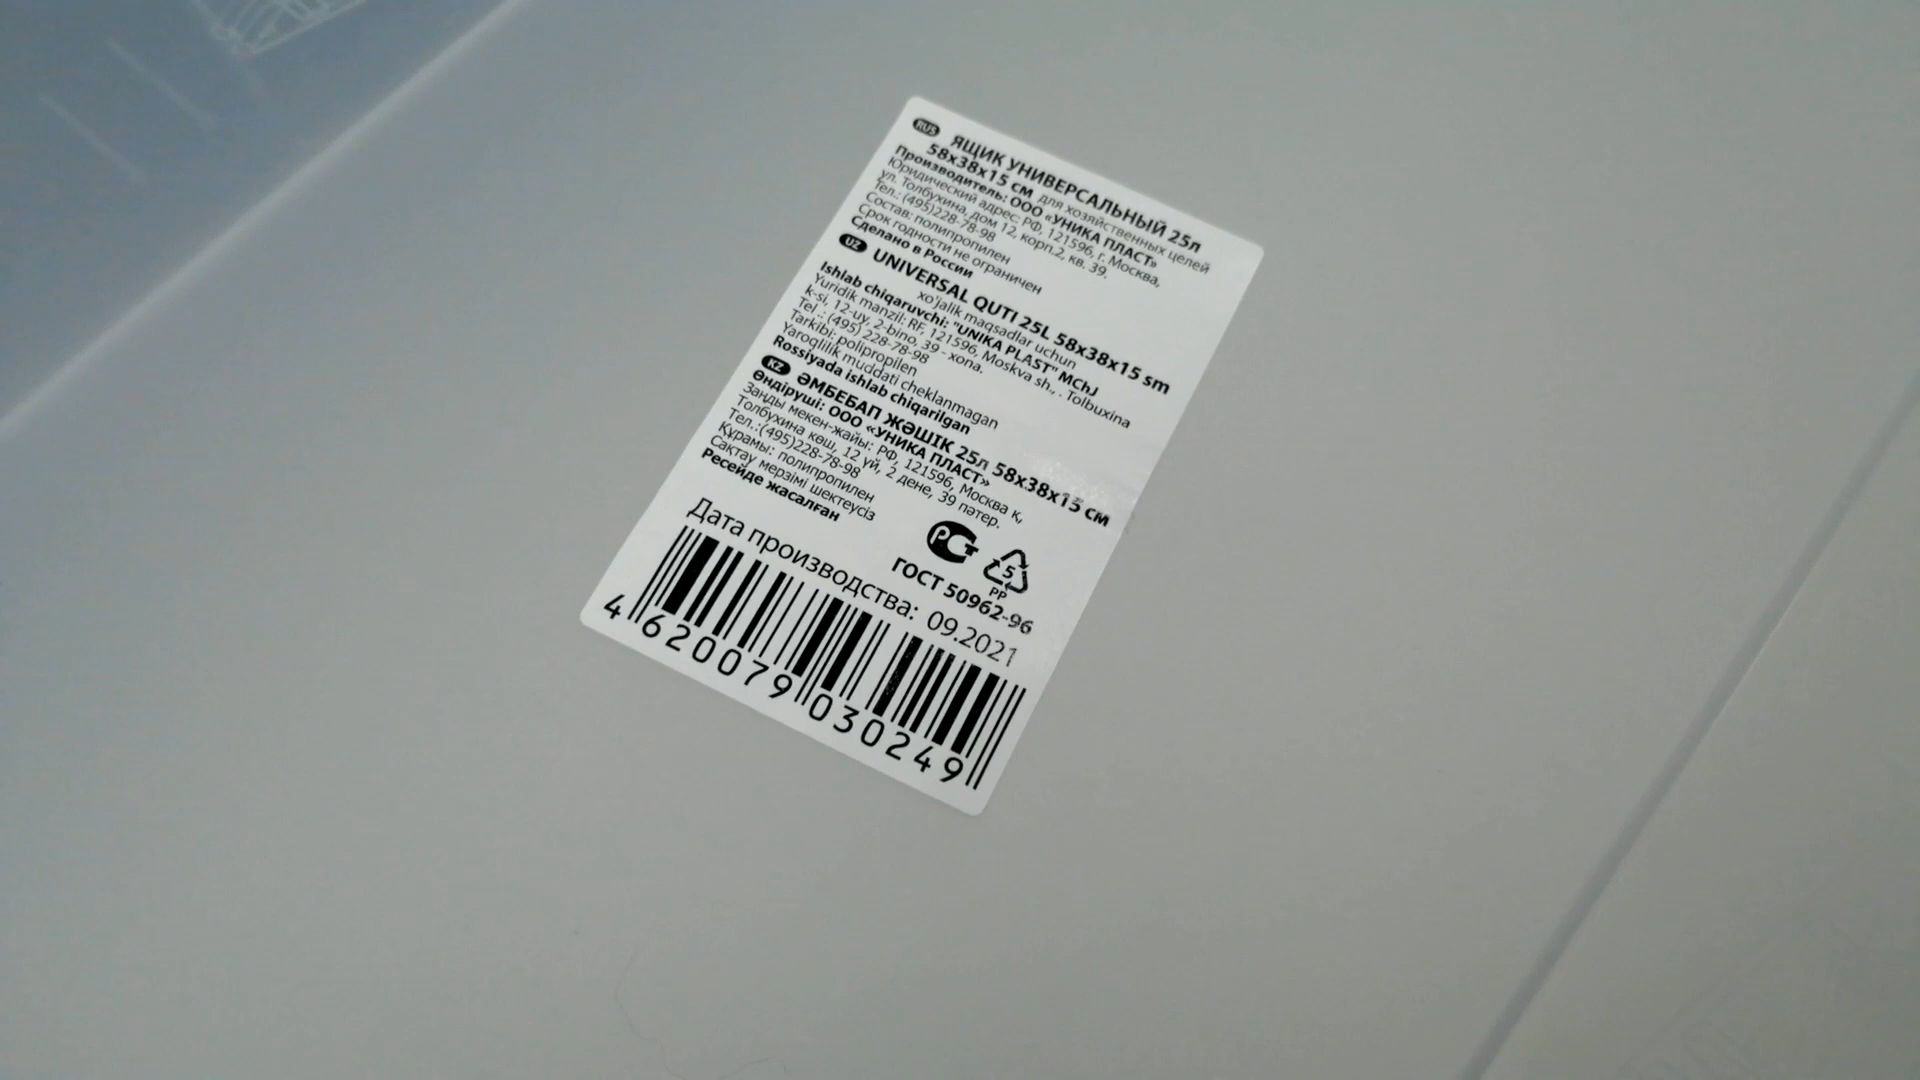 RUS ЯЩИК УНИВЕРСАЛЬНЫЙ 25л
58х38х15 см для хозяйственных целей
Производитель: ООО «УНИКА ПЛАСТ»
Юридический адрес: РФ, 121596, г. Москва,
ул. Толбухина, дом 12, корп.2, кв. 39.
Тел.: (495)228-78-98
Состав: полипропилен
Срок годности не ограничен
Сделано в России
UZ UNIVERSAL QUTI 25L 58x38x15 sm
xo'jalik maqsadlar uchun
Ishlab chiqaruvchi: "UNIKA PLAST" MChJ
Yuridik manzil: RF, 121596, Moskva sh., . Tolbuxina
k-si, 12-uy, 2-bino, 39 - xona.
Tel .: (495) 228-78-98
Tarkibi: polipropilen
Yaroqlilik muddati cheklanmagan
Rossiyada ishlab chiqarilgan
KZ ӘМБЕБАП ЖӘШІК 25л 58х38х15 см
Өндіруші: ООО «УНИКА ПЛАСТ»
Заңды мекен-жайы: РФ, 121596, Москва қ,
Толбухина көш, 12 үй, 2 дене, 39 пәтер.
Тел.:(495)228-78-98
Құрамы: полипропилен
Сақтау мерзімі шектеусіз
Ресейде жасалған
РСТ 5
PP
ГОСТ 50962-96
Дата производства: 09.2021
4 620079 030249